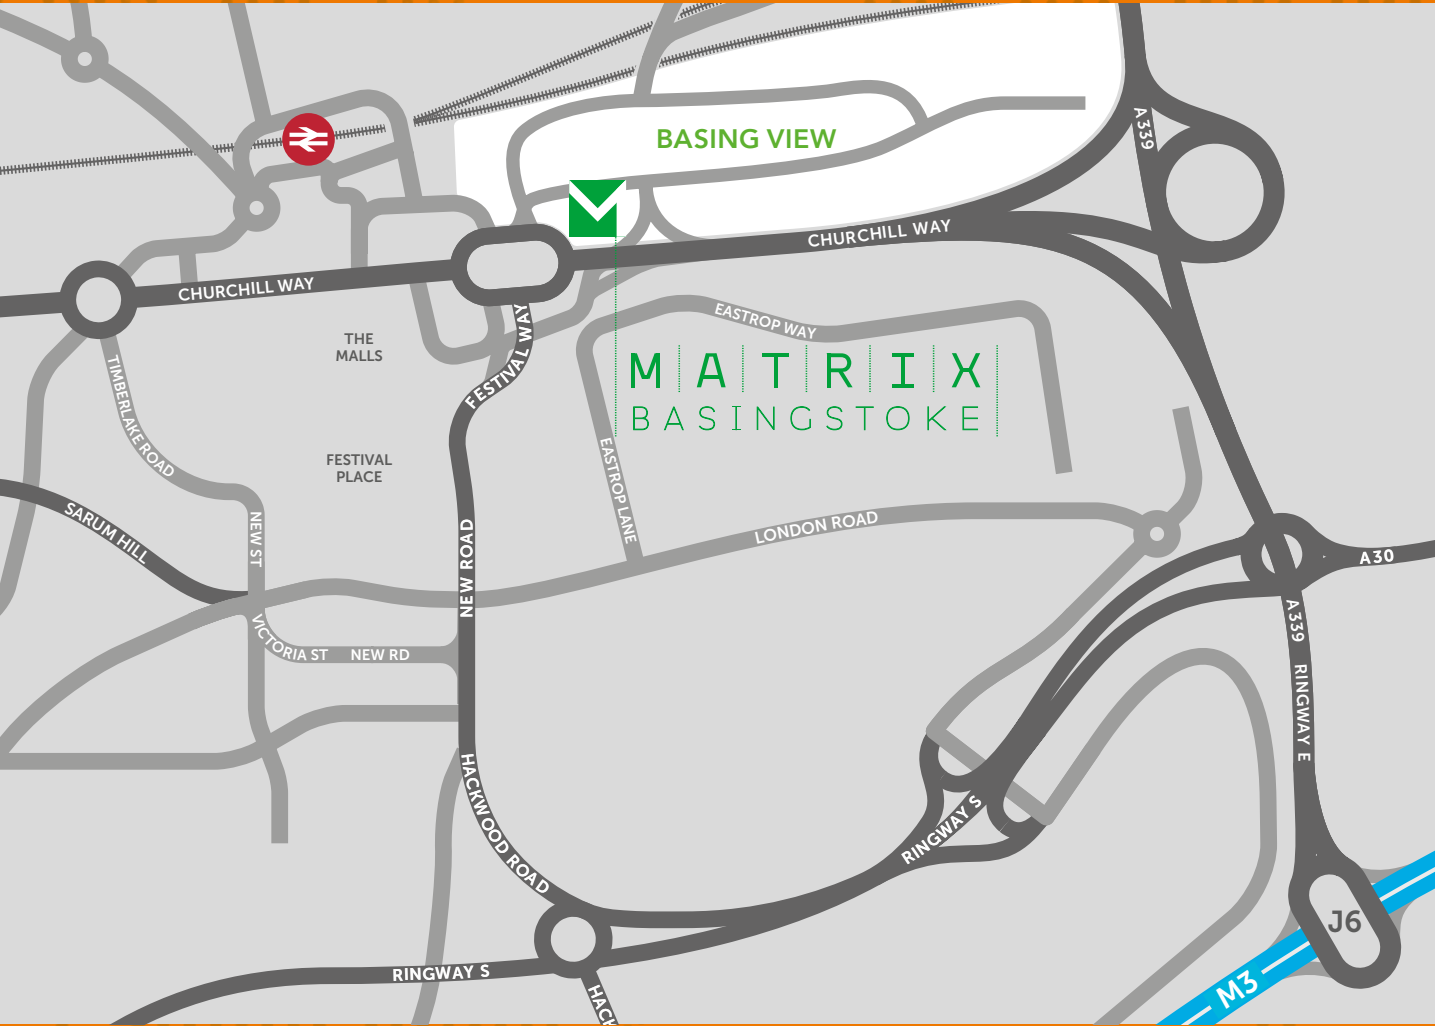 A339
BASING VIEW
CHURCHILL WAY
CHURCHILL WAY
THE
MALLS
FESTIVAL WAY
EASTROP WAY
MATRIX
BASINGSTOKE
TIMBERLAKE ROAD
FESTIVAL
PLACE
EASTROP LANE
SARUM HILL
NEW ST
NEW ROAD
LONDON ROAD
A30
VICTORIA ST
NEW RD
A339
RINGWAY E
HACKWOOD ROAD
RINGWAY S
J6
RINGWAY S
M3
HACK